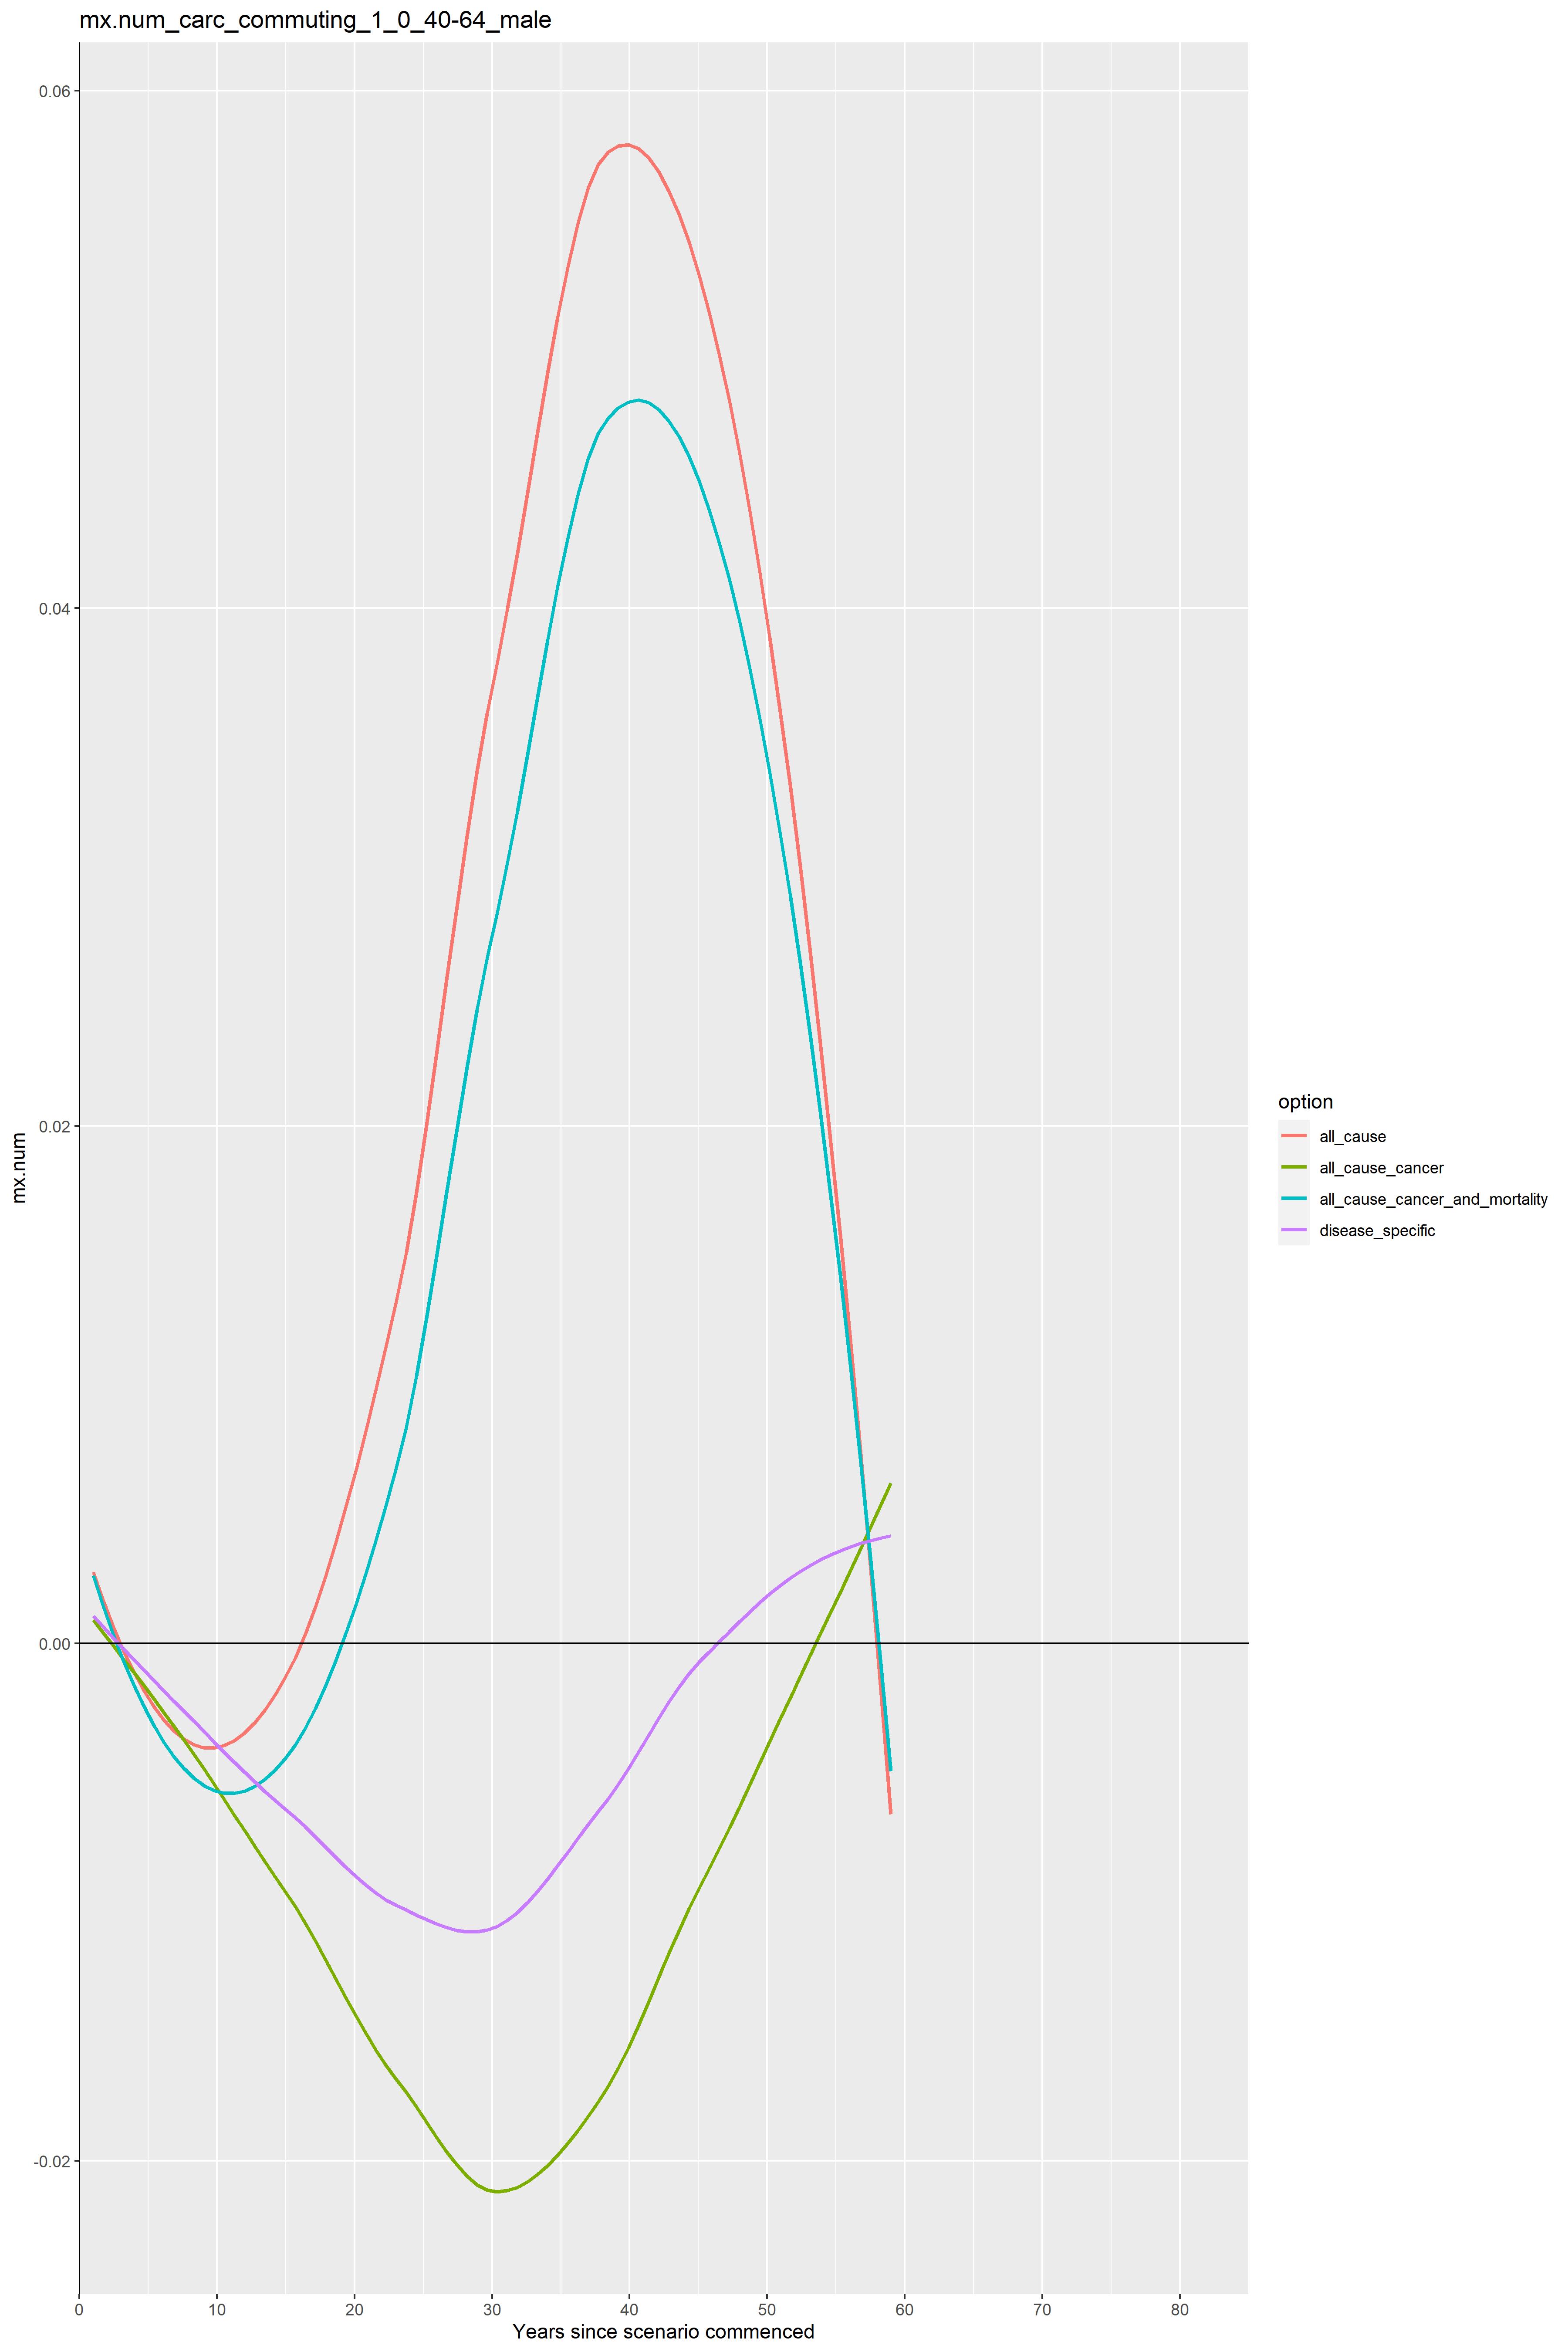 mx.num_carc_commuting_1_0_40-64_male
0.06
0.04
0.02
0.00
-0.02
mx.num
0 10 20 30 40 50 60 70 80
Years since scenario commenced
option
all_cause
all_cause_cancer
all_cause_cancer_and_mortality
disease_specific